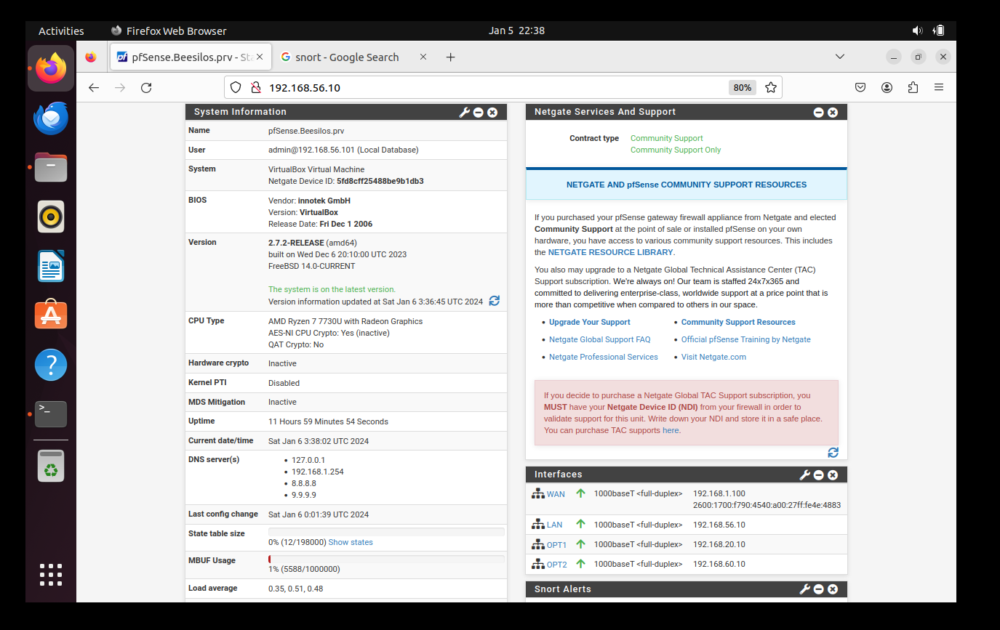 Activities
Firefox Web Browser
Jan 5 22:38
pfSense.Beesilos.prv - Sta
snort - Google Search
192.168.56.10
80%
System Information
Name pfSense.Beesilos.prv
User admin@192.168.56.101 (Local Database)
System VirtualBox Virtual Machine
Netgate Device ID: 5fd8cff25488be9b1db3
BIOS Vendor: innotek GmbH
Version: VirtualBox
Release Date: Fri Dec 1 2006
Version 2.7.2-RELEASE (amd64)
built on Wed Dec 6 20:10:00 UTC 2023
FreeBSD 14.0-CURRENT
The system is on the latest version.
Version information updated at Sat Jan 6 3:36:45 UTC 2024
CPU Type AMD Ryzen 7 7730U with Radeon Graphics
AES-NI CPU Crypto: Yes (inactive)
QAT Crypto: No
Hardware crypto Inactive
Kernel PTI Disabled
MDS Mitigation Inactive
Uptime 11 Hours 59 Minutes 54 Seconds
Current date/time Sat Jan 6 3:38:02 UTC 2024
DNS server(s) • 127.0.0.1
• 192.168.1.254
• 8.8.8.8
• 9.9.9.9
Last config change Sat Jan 6 0:01:39 UTC 2024
State table size
0% (12/198000) Show states
MBUF Usage
1% (5588/1000000)
Load average 0.35, 0.51, 0.48
Netgate Services And Support
Contract type Community Support
Community Support Only
NETGATE AND pfSense COMMUNITY SUPPORT RESOURCES
If you purchased your pfSense gateway firewall appliance from Netgate and elected
Community Support at the point of sale or installed pfSense on your own
hardware, you have access to various community support resources. This includes
the NETGATE RESOURCE LIBRARY.
You also may upgrade to a Netgate Global Technical Assistance Center (TAC)
Support subscription. We're always on! Our team is staffed 24x7x365 and
committed to delivering enterprise-class, worldwide support at a price point that is
more than competitive when compared to others in our space.
• Upgrade Your Support • Community Support Resources
• Netgate Global Support FAQ • Official pfSense Training by Netgate
• Netgate Professional Services • Visit Netgate.com
If you decide to purchase a Netgate Global TAC Support subscription, you
MUST have your Netgate Device ID (NDI) from your firewall in order to
validate support for this unit. Write down your NDI and store it in a safe place.
You can purchase TAC supports here.
Interfaces
WAN 1000baseT <full-duplex> 192.168.1.100
2600:1700:f790:4540:a00:27ff:fe4e:4883
LAN 1000baseT <full-duplex> 192.168.56.10
OPT1 1000baseT <full-duplex> 192.168.20.10
OPT2 1000baseT <full-duplex> 192.168.60.10
Snort Alerts